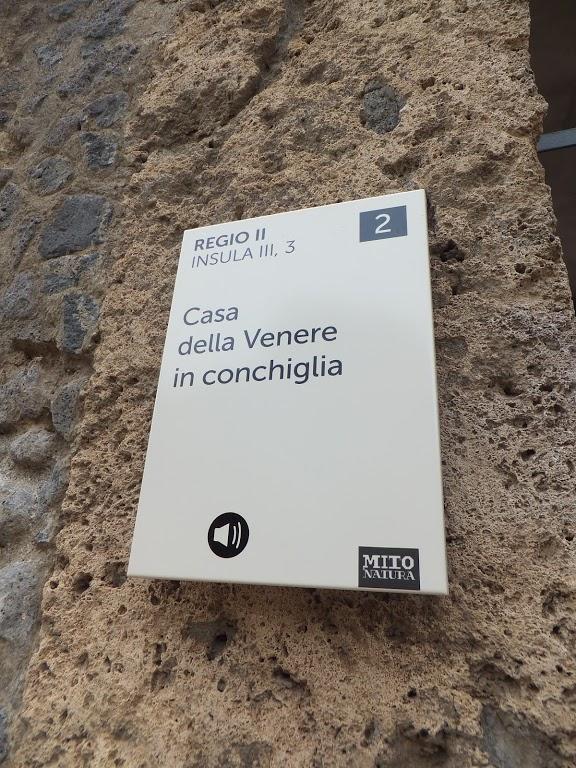 REGIO II
INSULA III, 3
2
Casa
della Venere
in conchiglia
MITO
NATURA